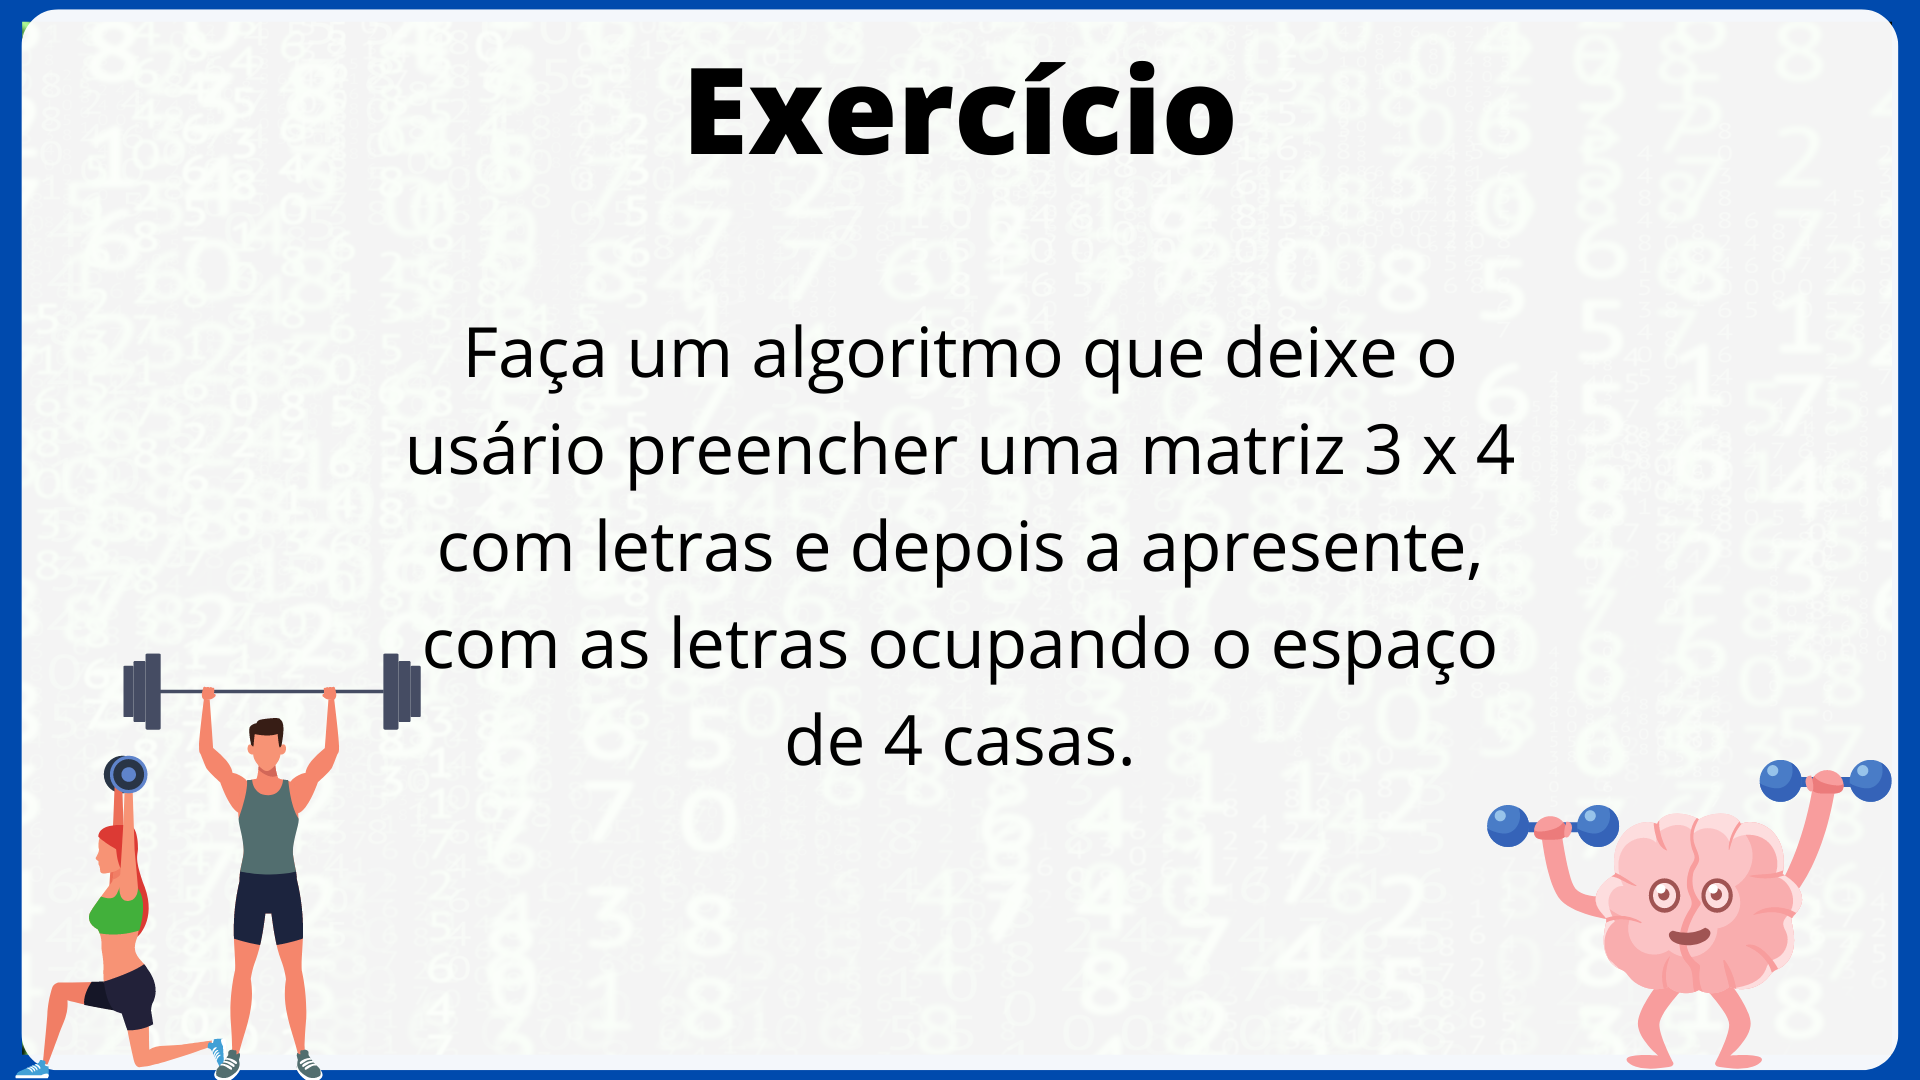 Exercício
Faça um algoritmo que deixe o
usário preencher uma matriz 3 x 4
com letras e depois a apresente,
com as letras ocupando o espaço
de 4 casas.